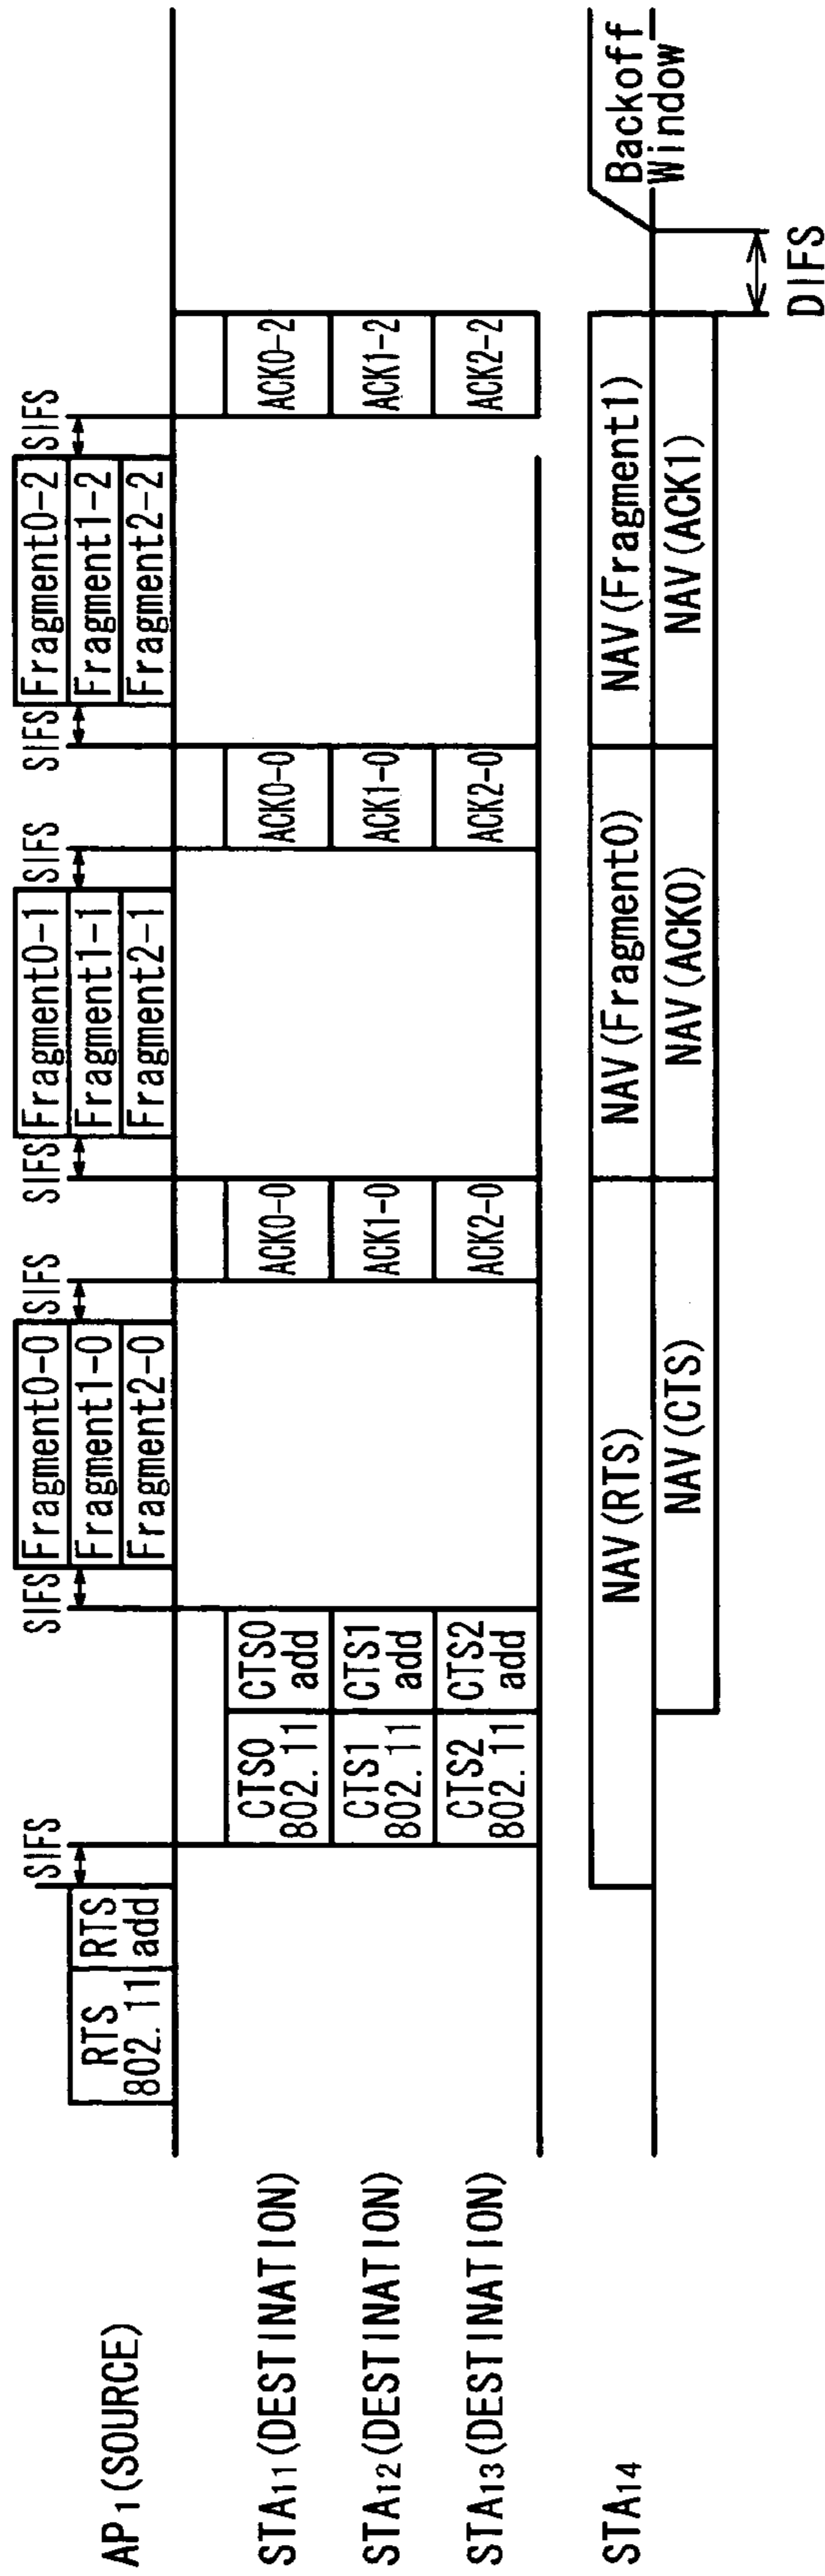 AP1(SOURCE)
RTS
802.11
RTS
add
SIFS
SIFS
Fragment0-0
Fragment1-0
Fragment2-0
SIFS
SIFS
Fragment0-1
Fragment1-1
Fragment2-1
SIFS
SIFS
Fragment0-2
Fragment1-2
Fragment2-2
SIFS
STA11(DESTINATION)
CTS0
802.11
CTS0
add
ACK0-0
ACK0-0
ACK0-2
STA12(DESTINATION)
CTS1
802.11
CTS1
add
ACK1-0
ACK1-0
ACK1-2
STA13(DESTINATION)
CTS2
802.11
CTS2
add
ACK2-0
ACK2-0
ACK2-2
STA14
NAV(RTS)
NAV(Fragment0)
NAV(Fragment1)
Backoff
Window
NAV(CTS)
NAV(ACK0)
NAV(ACK1)
DIFS